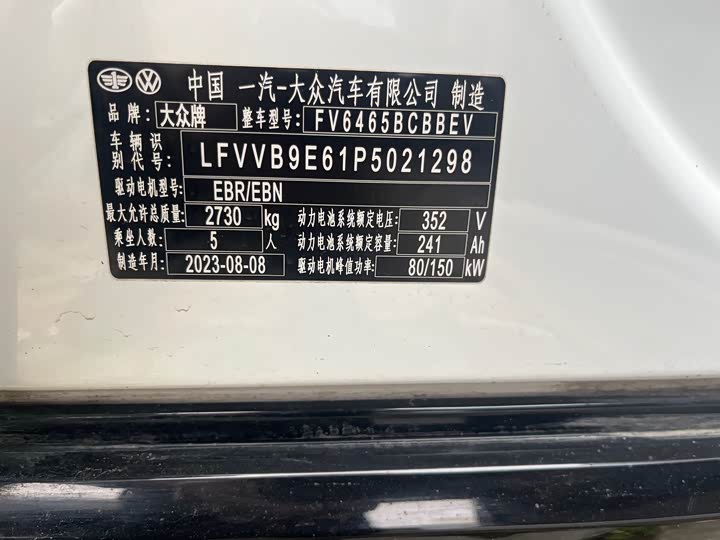 中国 一汽-大众汽车有限公司 制造
品牌: 大众牌 整车型号: FV6465BCBBEV
车辆识别代号: LFVVB9E61P5021298
驱动电机型号: EBR/EBN
最大允许总质量: 2730 kg 动力电池系统额定电压: 352 V
乘坐人数: 5 人 动力电池系统额定容量: 241 Ah
制造年月: 2023-08-08 驱动电机峰值功率: 80/150 kW